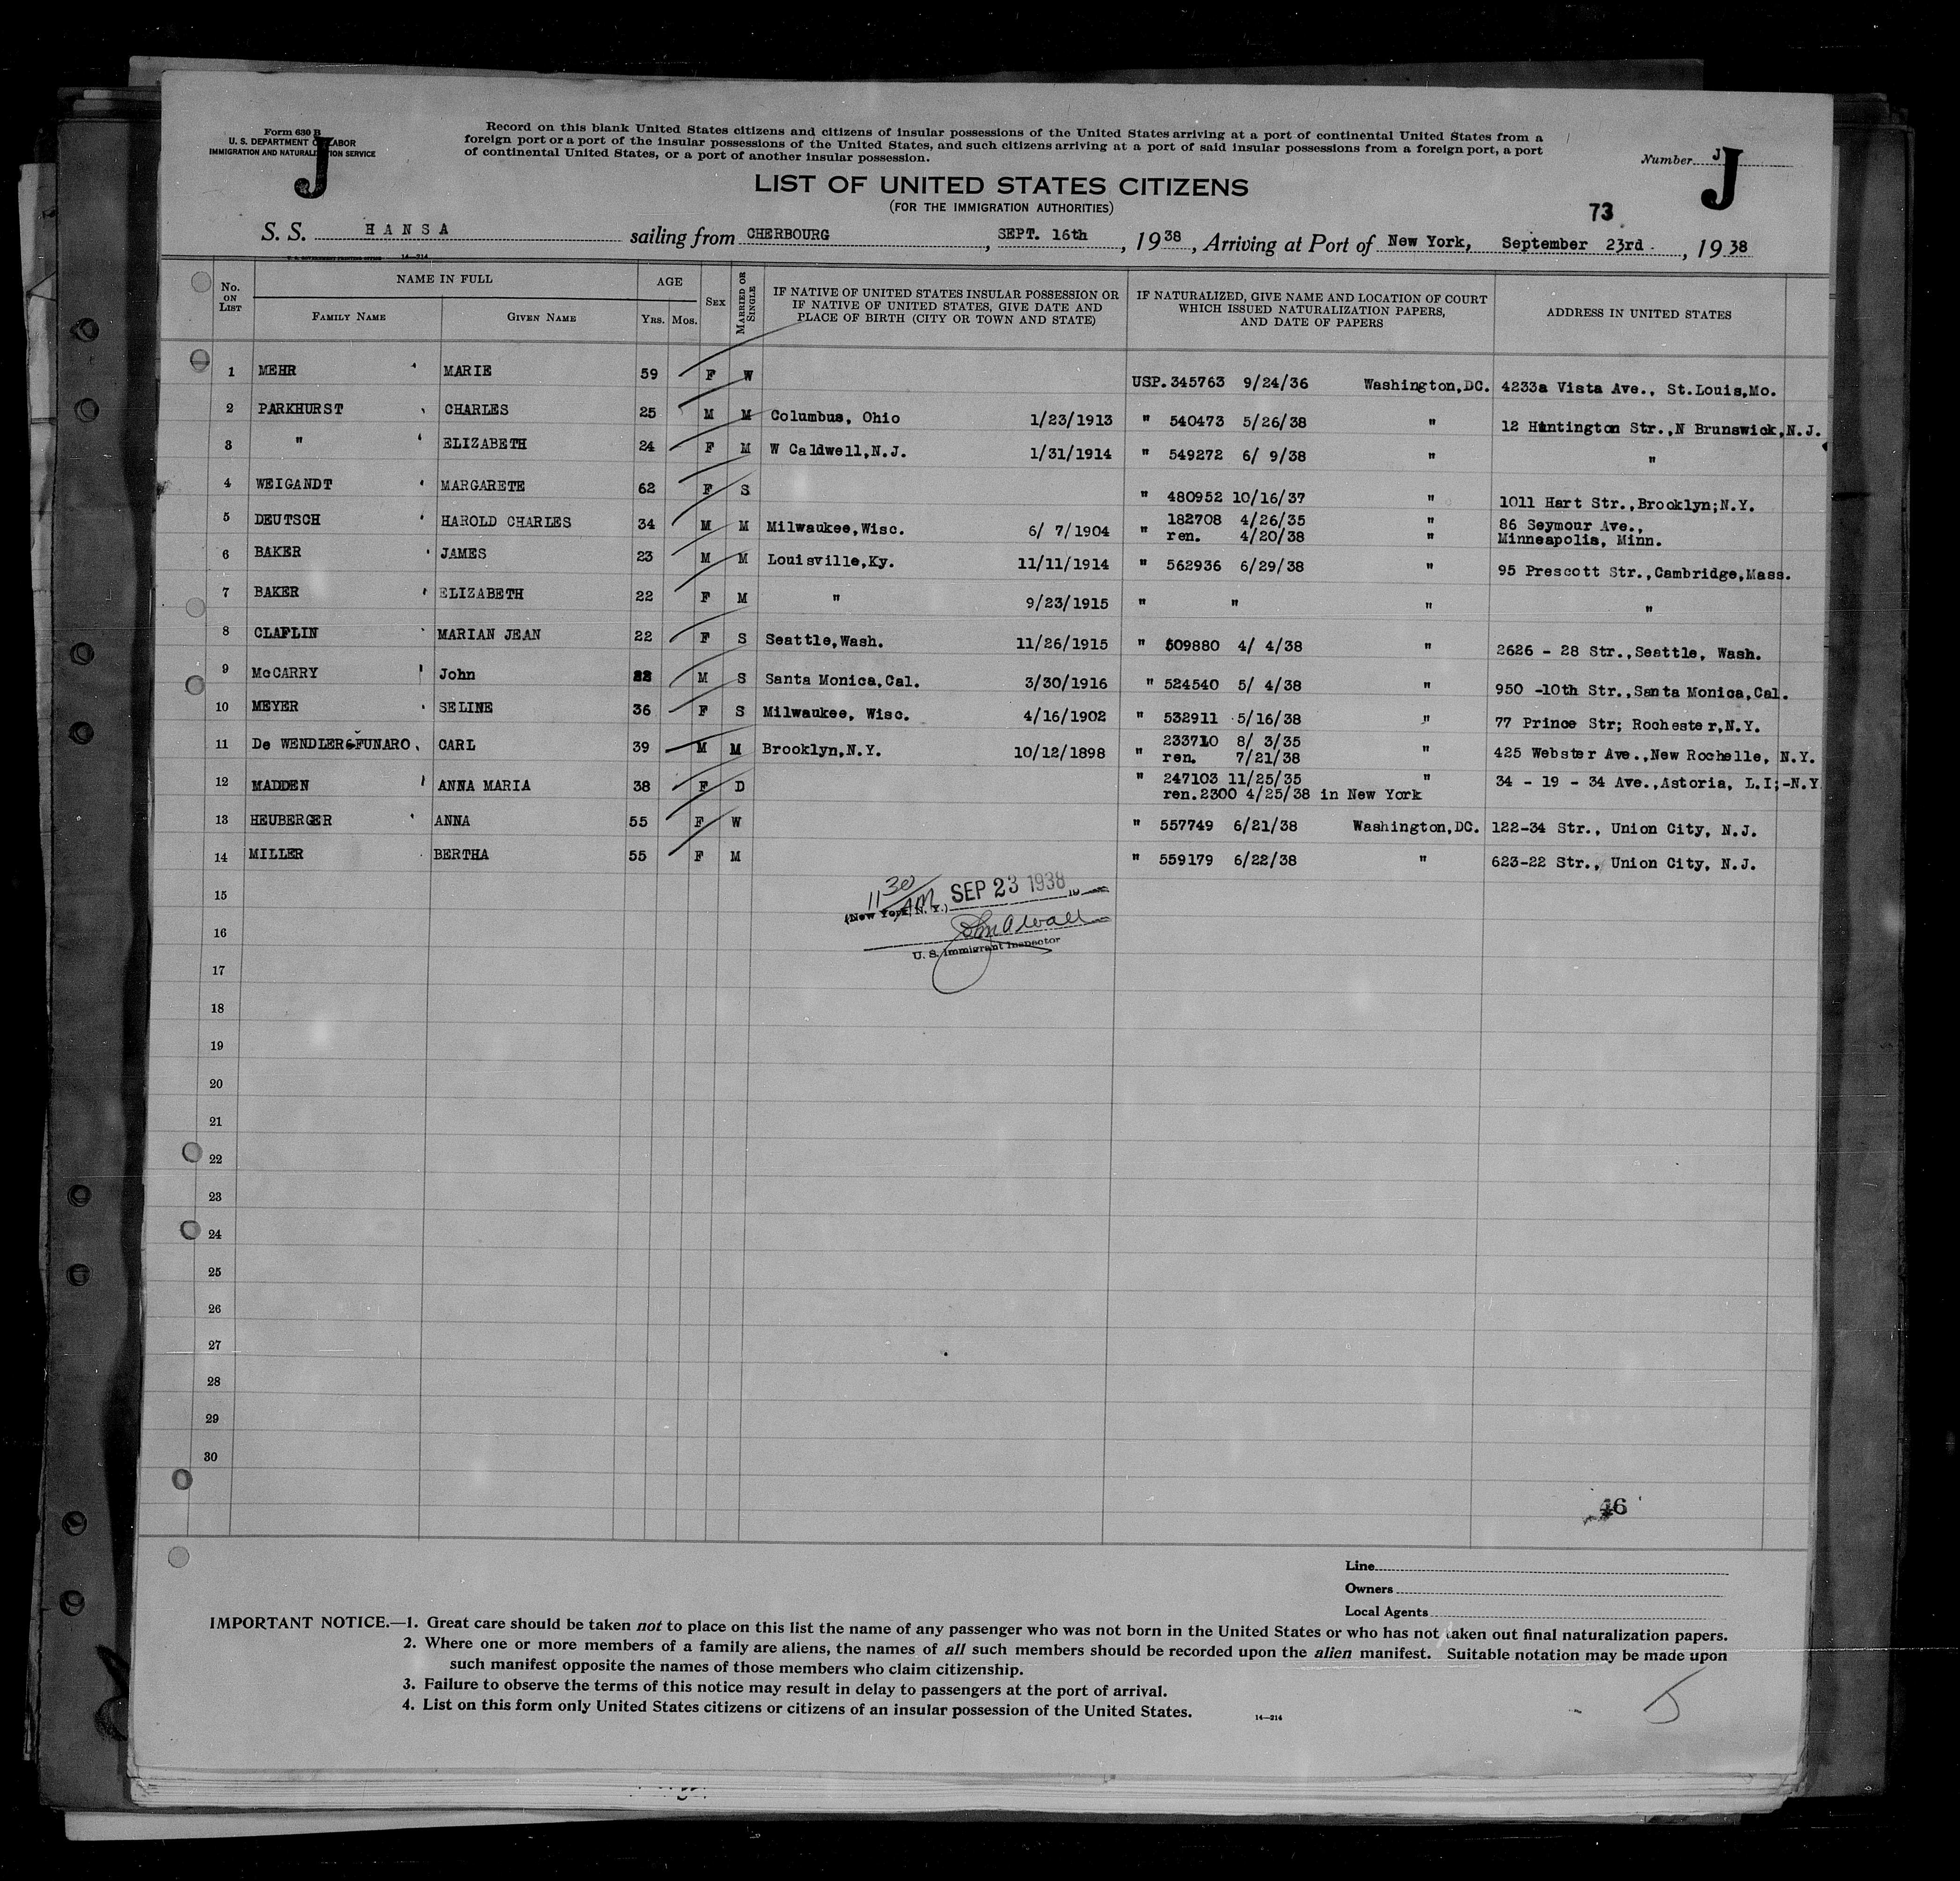 Form 630 B
U. S. DEPARTMENT OF LABOR
IMMIGRATION AND NATURALIZATION SERVICE
J
Record on this blank United States citizens and citizens of insular possessions of the United States arriving at a port of continental United States from a
foreign port or a port of the insular possessions of the United States, and such citizens arriving at a port of said insular possessions from a foreign port, a port
of continental United States, or a port of another insular possession.
Number J
J
LIST OF UNITED STATES CITIZENS
(FOR THE IMMIGRATION AUTHORITIES)
73
S. S. HANSA sailing from CHERBOURG, SEPT. 16th, 1938, Arriving at Port of New York, September 23rd., 1938
14—214
No. ON LIST
NAME IN FULL
FAMILY NAME
GIVEN NAME
AGE
YRS. MOS.
SEX
MARRIED OR SINGLE
IF NATIVE OF UNITED STATES INSULAR POSSESSION OR
IF NATIVE OF UNITED STATES, GIVE DATE AND
PLACE OF BIRTH (CITY OR TOWN AND STATE)
IF NATURALIZED, GIVE NAME AND LOCATION OF COURT
WHICH ISSUED NATURALIZATION PAPERS,
AND DATE OF PAPERS
ADDRESS IN UNITED STATES
1 MEHR MARIE 59 F W USP. 345763 9/24/36 Washington,DC. 4233a Vista Ave., St.Louis,Mo.
2 PARKHURST CHARLES 25 M M Columbus, Ohio 1/23/1913 " 540473 5/26/38 " 12 Huntington Str.,N Brunswick,N.J.
3 " ELIZABETH 24 F M W Caldwell,N.J. 1/31/1914 " 549272 6/ 9/38 " "
4 WEIGANDT MARGARETE 62 F S " 480952 10/16/37 " 1011 Hart Str.,Brooklyn;N.Y.
5 DEUTSCH HAROLD CHARLES 34 M M Milwaukee,Wisc. 6/ 7/1904 " 182708 4/26/35 " 86 Seymour Ave.,
ren. 4/20/38 " Minneapolis, Minn.
6 BAKER JAMES 23 M M Louisville,Ky. 11/11/1914 " 562936 6/29/38 " 95 Prescott Str.,Cambridge,Mass.
7 BAKER ELIZABETH 22 F M " 9/23/1915 " " " "
8 CLAFLIN MARIAN JEAN 22 F S Seattle,Wash. 11/26/1915 " 509880 4/ 4/38 " 2626 - 28 Str.,Seattle, Wash.
9 McCARRY John 22 M S Santa Monica,Cal. 3/30/1916 " 524540 5/ 4/38 " 950 -10th Str.,Santa Monica,Cal.
10 MEYER SELINE 36 F S Milwaukee, Wisc. 4/16/1902 " 532911 5/16/38 " 77 Prince Str; Rochester,N.Y.
11 De WENDLER-FUNARO, CARL 39 M M Brooklyn,N.Y. 10/12/1898 " 233710 8/ 3/35 " 425 Webster Ave.,New Rochelle, N.Y.
ren. 7/21/38
12 MADDEN ANNA MARIA 38 F D " 247103 11/25/35 " 34 - 19 - 34 Ave.,Astoria, L.I;-N.Y.
ren.2300 4/25/38 in New York
13 HEUBERGER ANNA 55 F W " 557749 6/21/38 Washington,DC. 122-34 Str., Union City, N.J.
14 MILLER BERTHA 55 F M " 559179 6/22/38 " 623-22 Str., Union City, N.J.
15
11 30 AM
(New York, N. Y.) SEP 23 1938 19
16
John A Wall
U. S. Immigrant Inspector
17
18
19
20
21
22
23
24
25
26
27
28
29
30
46
Line
Owners
Local Agents
IMPORTANT NOTICE.—1. Great care should be taken not to place on this list the name of any passenger who was not born in the United States or who has not taken out final naturalization papers.
2. Where one or more members of a family are aliens, the names of all such members should be recorded upon the alien manifest. Suitable notation may be made upon
such manifest opposite the names of those members who claim citizenship.
3. Failure to observe the terms of this notice may result in delay to passengers at the port of arrival.
4. List on this form only United States citizens or citizens of an insular possession of the United States.
14—214